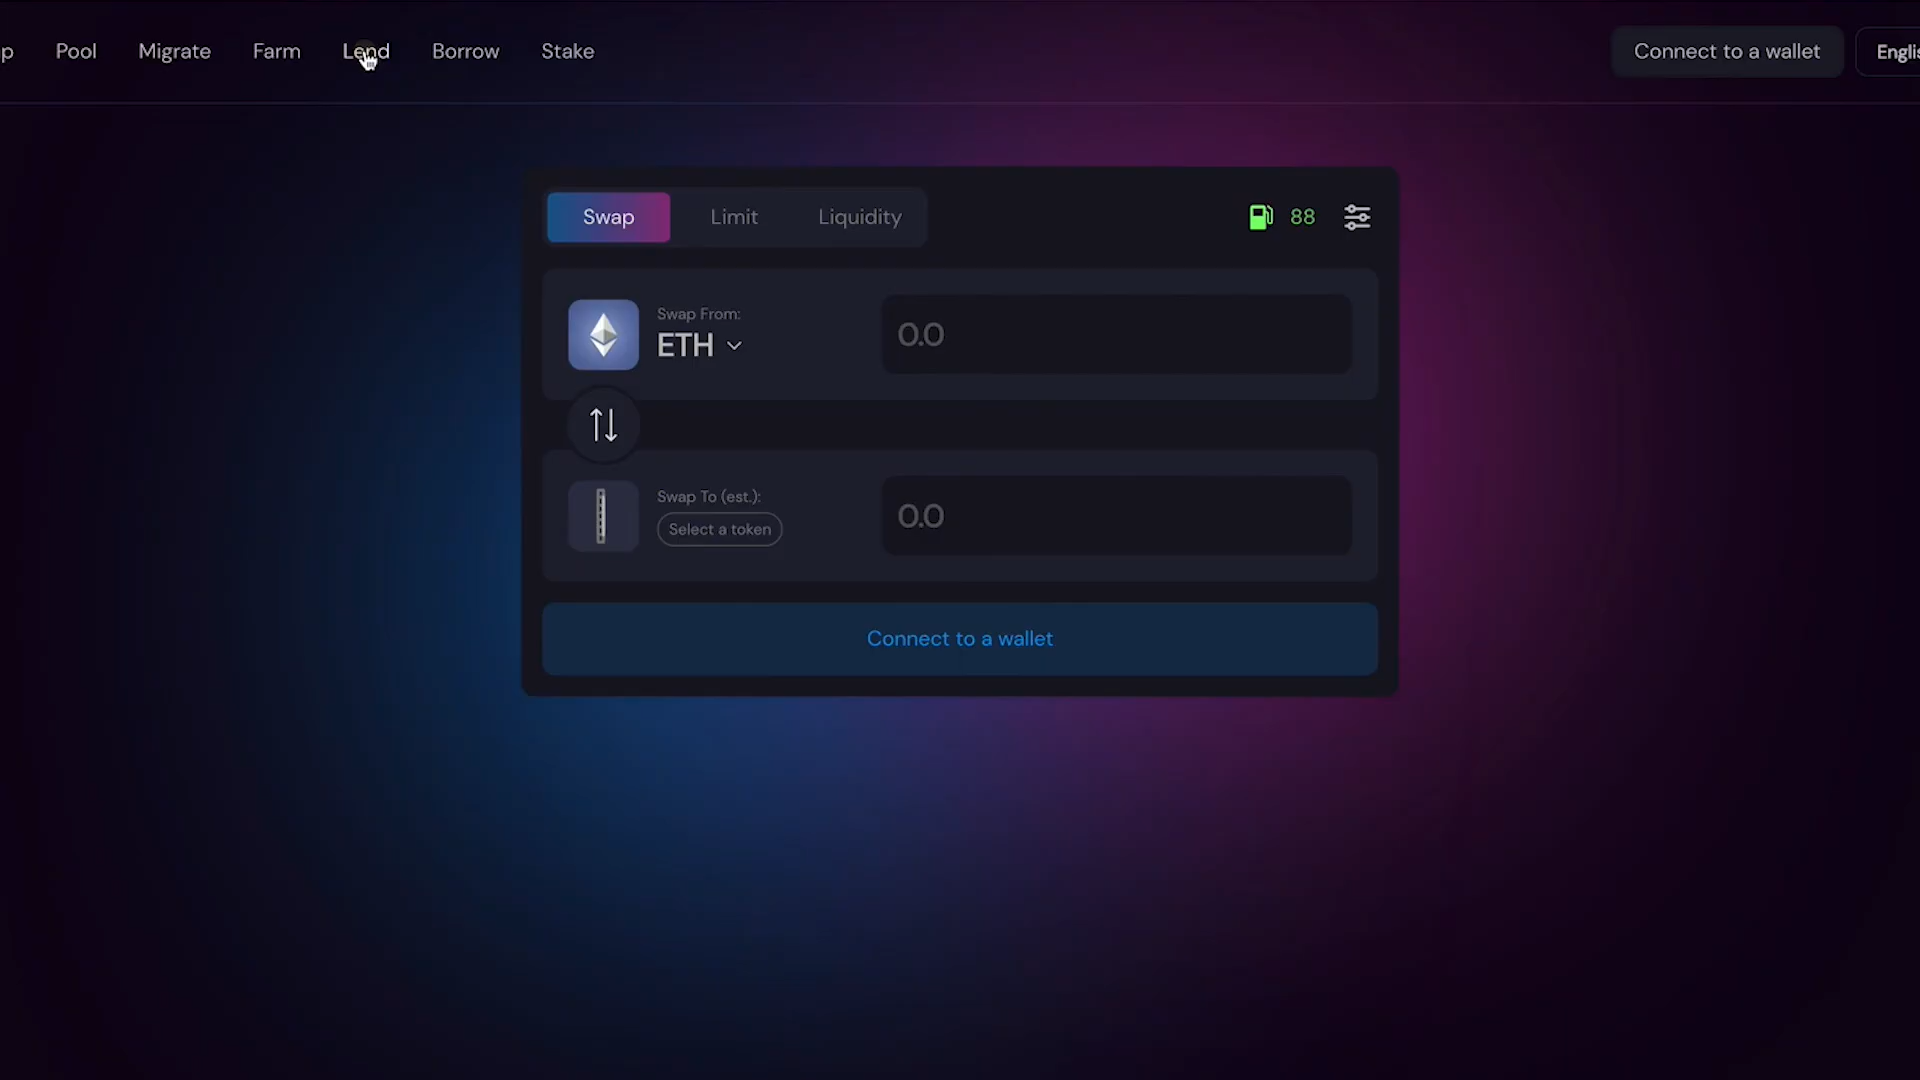 p Pool Migrate Farm Lend Borrow Stake Connect to a wallet Englis
Swap Limit Liquidity 88
Swap From:
ETH 0.0
Swap To (est.):
Select a token 0.0
Connect to a wallet